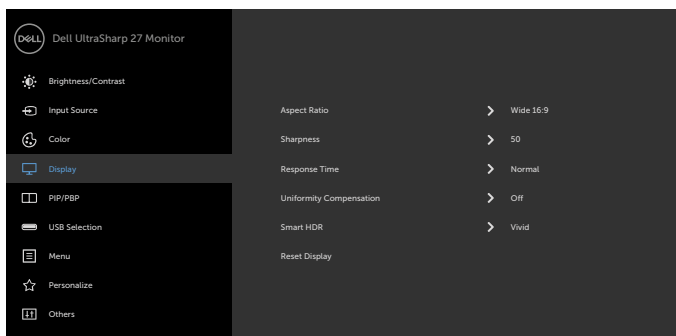 DELL Dell UltraSharp 27 Monitor
Brightness/Contrast
Input Source
Aspect Ratio Wide 16:9
Color
Sharpness 50
Display
Response Time Normal
PIP/PBP
Uniformity Compensation Off
USB Selection
Smart HDR Vivid
Menu
Reset Display
Personalize
Others